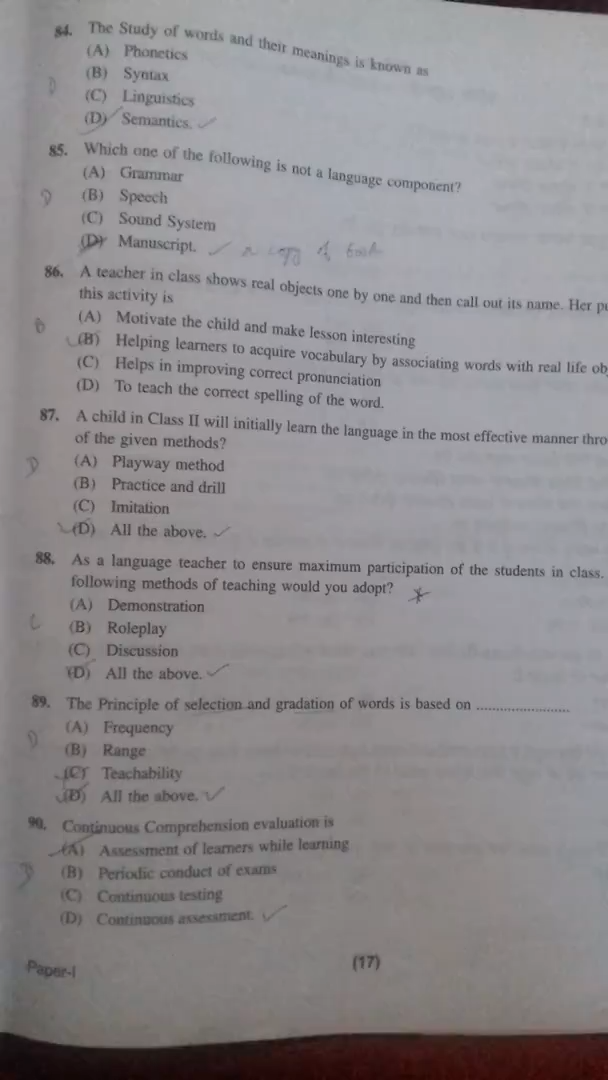 84. The Study of words and their meanings is known as
(A) Phonetics
(B) Syntax
(C) Linguistics
(D) Semantics.
85. Which one of the following is not a language component?
(A) Grammar
(B) Speech
(C) Sound System
(D) Manuscript. a copy of book
86. A teacher in class shows real objects one by one and then call out its name. Her
this activity is
(A) Motivate the child and make lesson interesting
(B) Helping learners to acquire vocabulary by associating words with real life
(C) Helps in improving correct pronunciation
(D) To teach the correct spelling of the word.
87. A child in Class II will initially learn the language in the most effective manner
of the given methods?
(A) Playway method
(B) Practice and drill
(C) Imitation
(D) All the above.
88. As a language teacher to ensure maximum participation of the students in class.
following methods of teaching would you adopt?
(A) Demonstration
(B) Roleplay
(C) Discussion
(D) All the above.
89. The Principle of selection and gradation of words is based on ......................
(A) Frequency
(B) Range
(C) Teachability
(D) All the above.
90. Continuous Comprehension evaluation is
(A) Assessment of learners while learning
(B) Periodic conduct of exams
(C) Continuous testing
(D) Continuous assessment.
Paper-I (17)